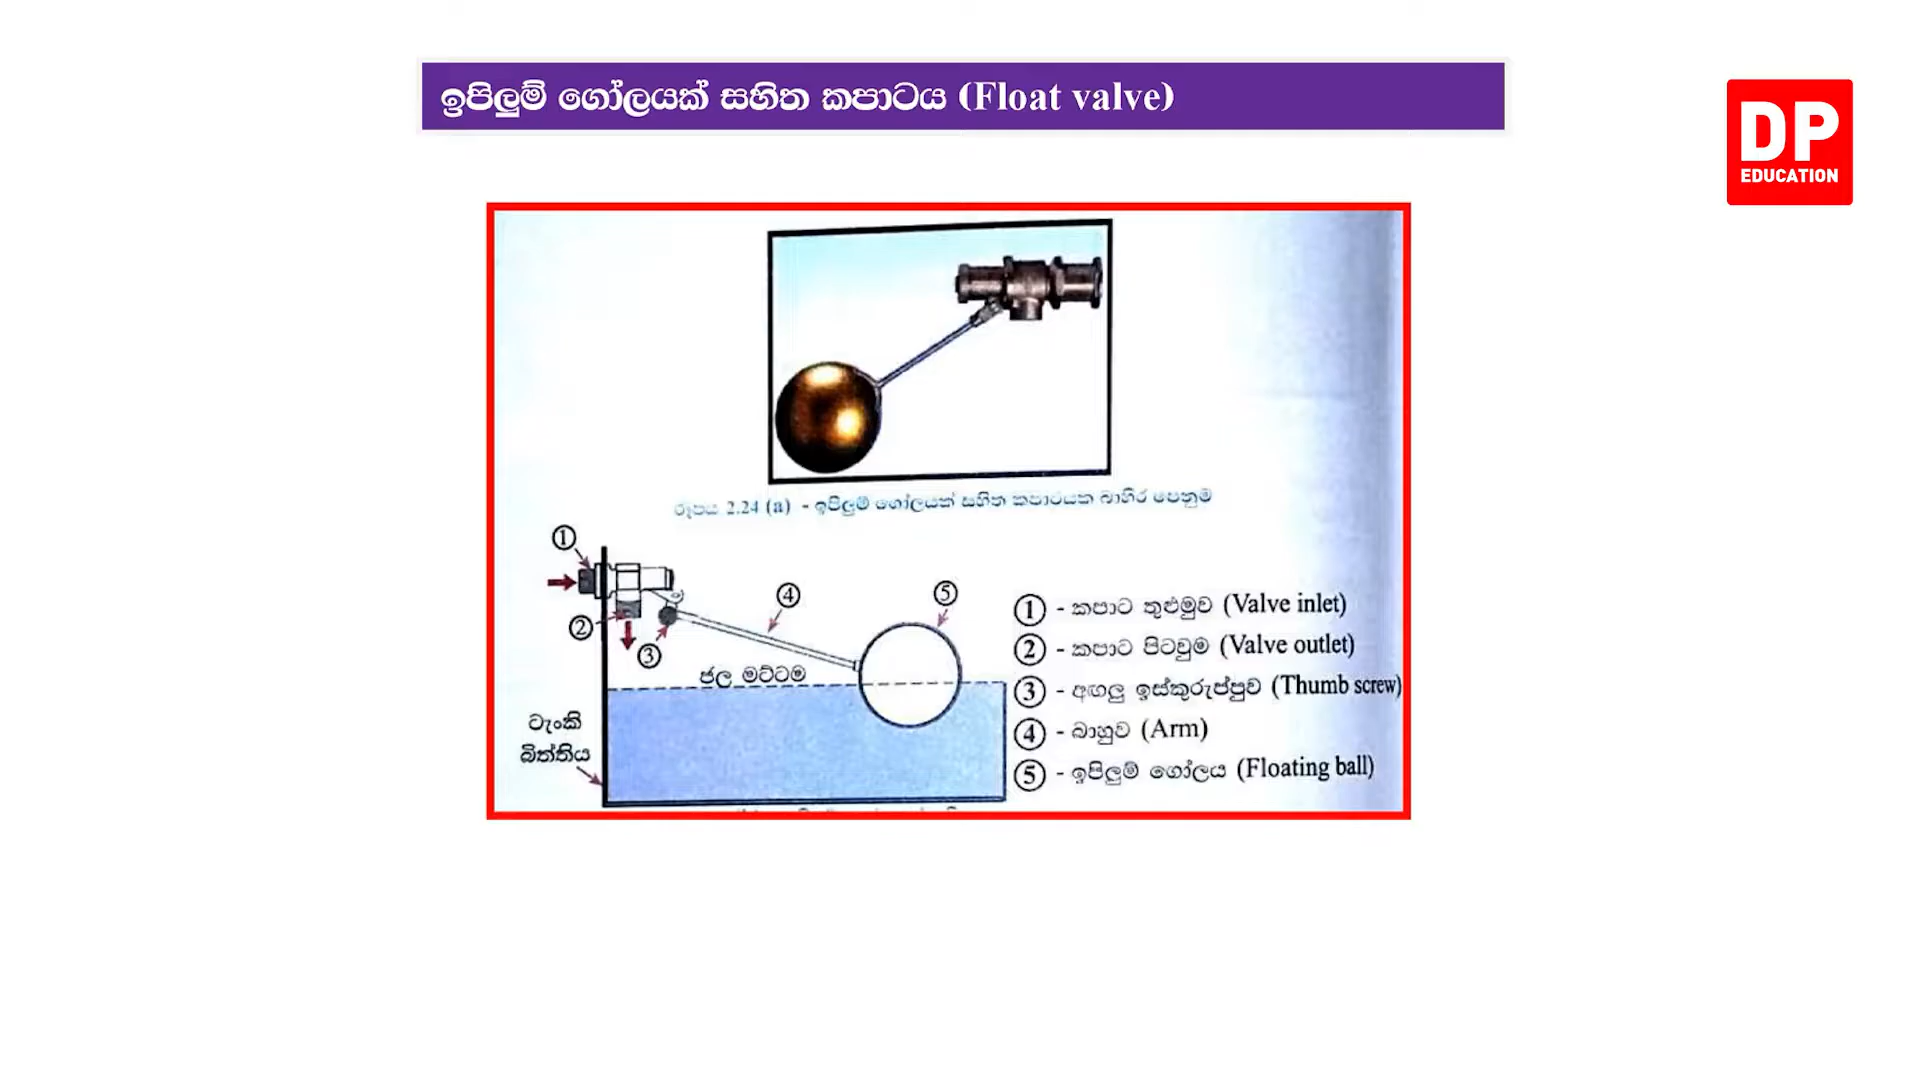 ඉපිලුම් ගෝලයක් සහිත කපාටය (Float valve)
DP
EDUCATION
රූපය 2.24 (a) - ඉපිලුම් ගෝලයක් සහිත කපාටයක බාහිර පෙනුම
①
②
③
④
⑤
ජල මට්ටම
ටැංකි
බිත්තිය
① - කපාට තුළුමුව (Valve inlet)
② - කපාට පිටවුම (Valve outlet)
③ - අඟලු ඉස්කුරුප්පුව (Thumb screw)
④ - බාහුව (Arm)
⑤ - ඉපිලුම් ගෝලය (Floating ball)